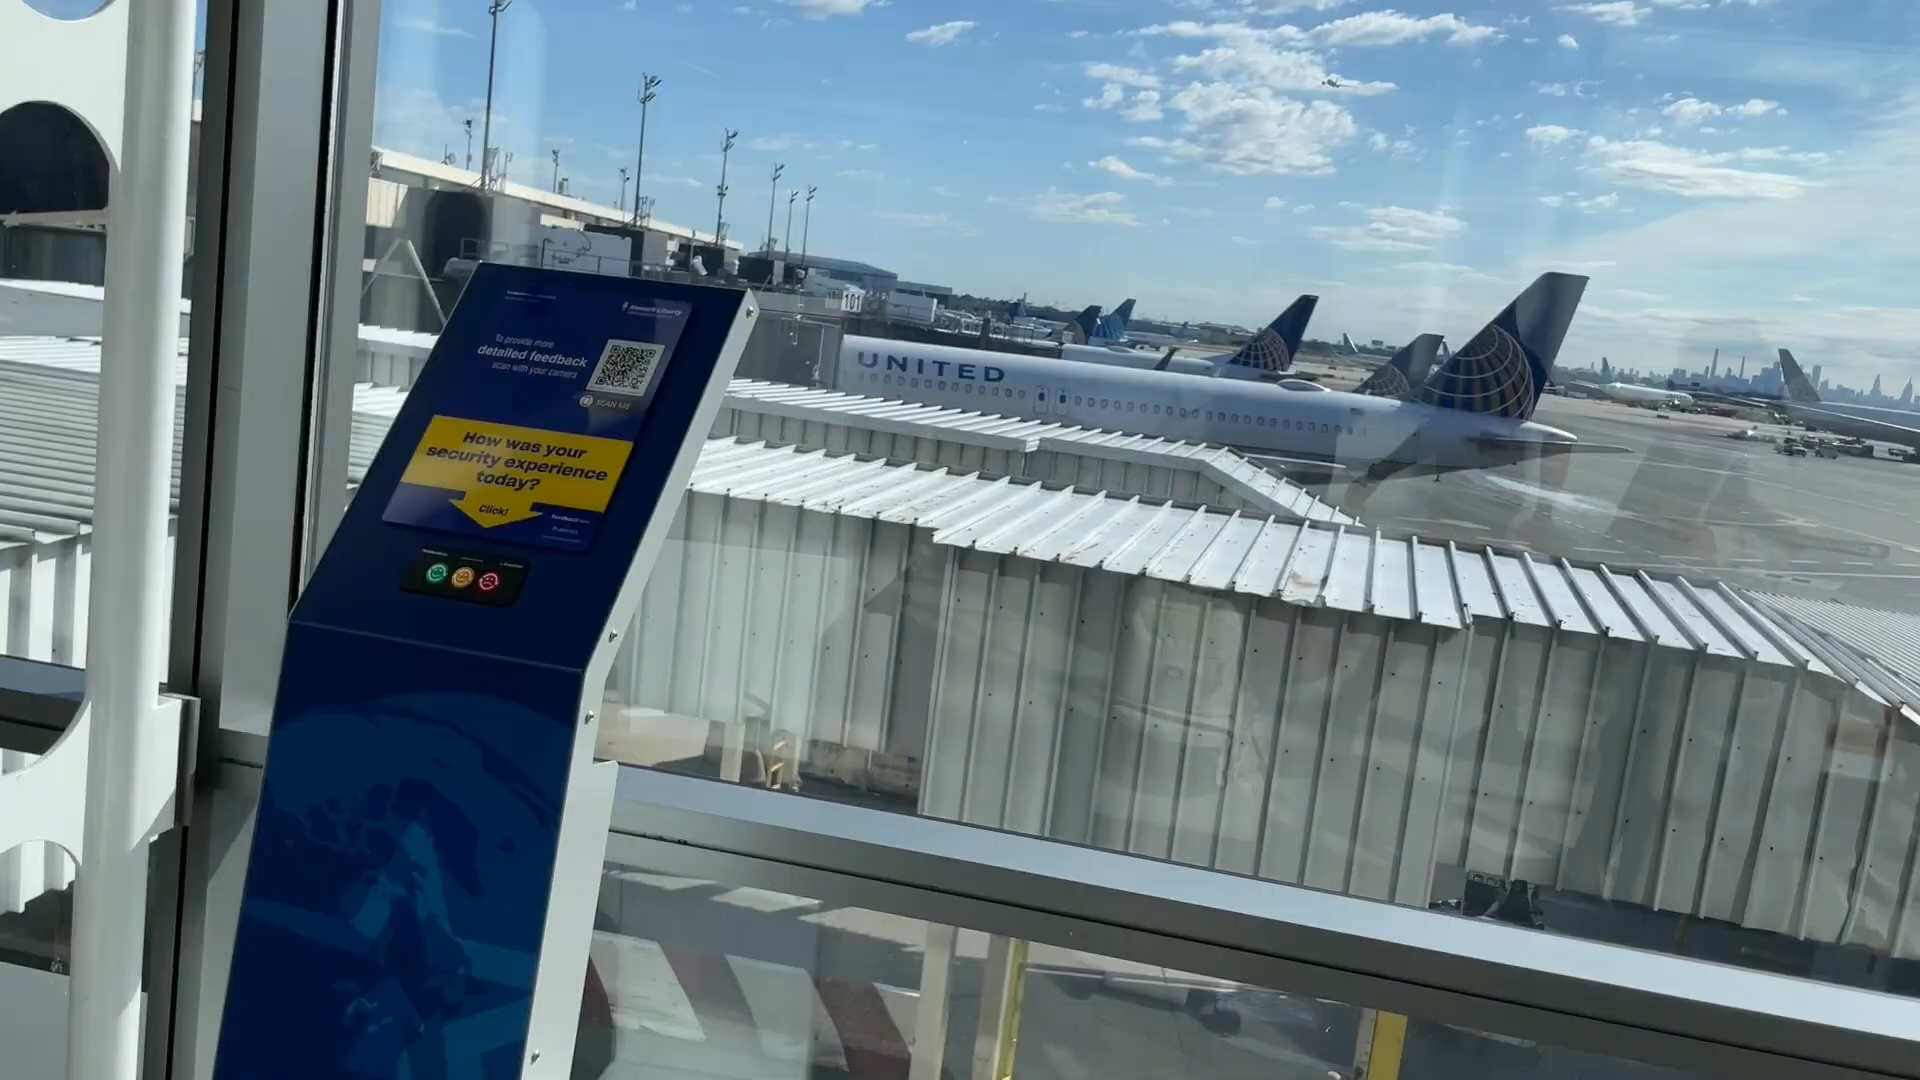 Newark Liberty
To provide more
detailed feedback
scan with your camera
SCAN ME
How was your
security experience
today?
Click!
101
UNITED